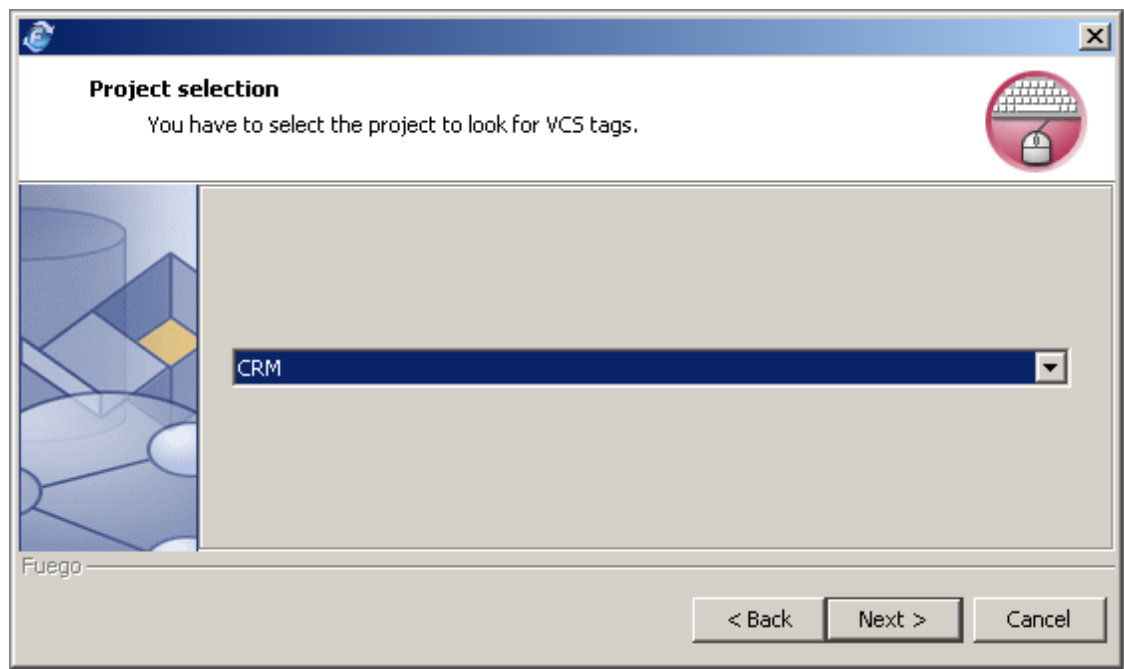 Project selection
You have to select the project to look for VCS tags.
CRM
Fuego
< Back Next > Cancel